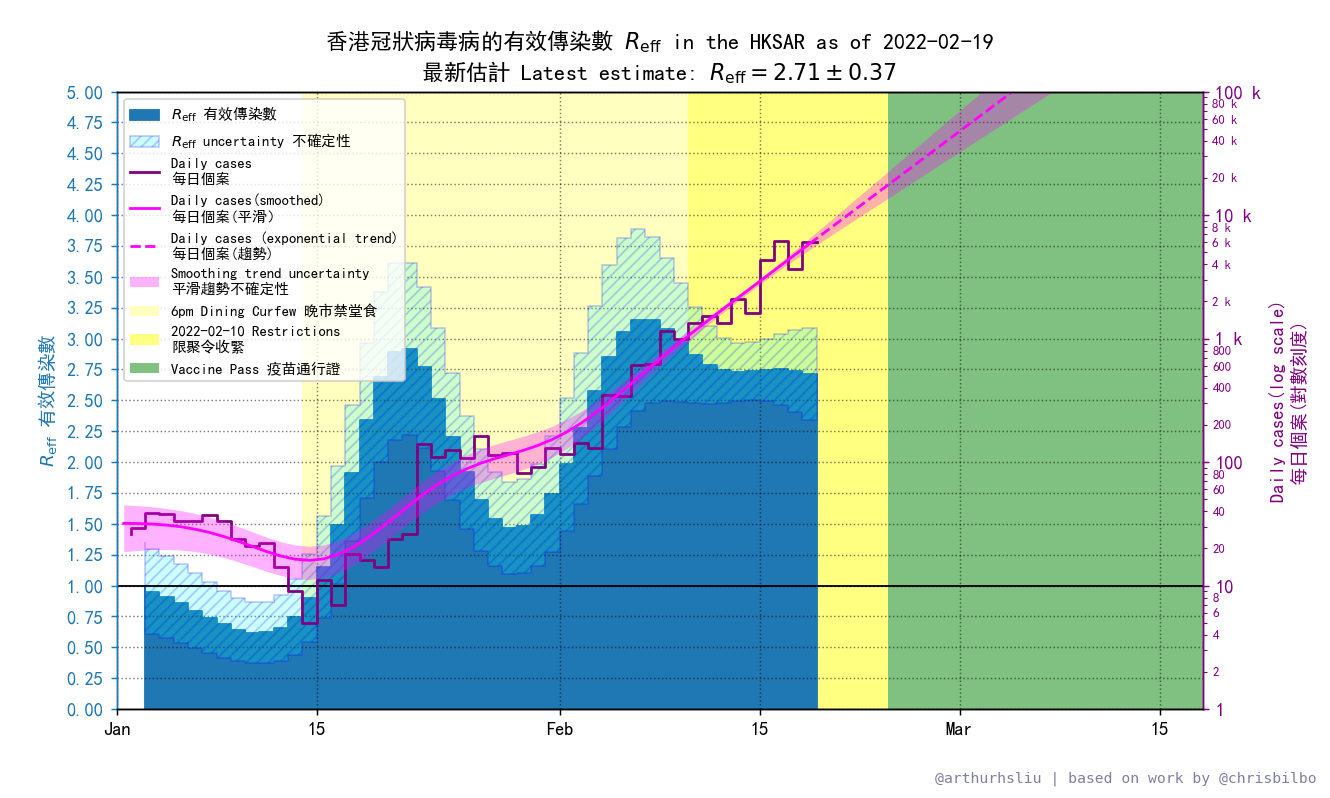 香港冠狀病毒病的有效傳染數 Reff in the HKSAR as of 2022-02-19
最新估計 Latest estimate: Reff = 2.71 ± 0.37
Reff 有效傳染數
Reff uncertainty 不確定性
Daily cases
每日個案
Daily cases(smoothed)
每日個案(平滑)
Daily cases (exponential trend)
每日個案(趨勢)
Smoothing trend uncertainty
平滑趨勢不確定性
6pm Dining Curfew 晚市禁堂食
2022-02-10 Restrictions
限聚令收緊
Vaccine Pass 疫苗通行證
Reff 有效傳染數
5.00
4.75
4.50
4.25
4.00
3.75
3.50
3.25
3.00
2.75
2.50
2.25
2.00
1.75
1.50
1.25
1.00
0.75
0.50
0.25
0.00
Jan
15
Feb
15
Mar
15
100 k
80 k
60 k
40 k
20 k
10 k
8 k
6 k
4 k
2 k
1 k
800
600
400
200
100
80
60
40
20
10
8
6
4
2
1
Daily cases(log scale)
每日個案(對數刻度)
@arthurhsliu | based on work by @chrisbilbo